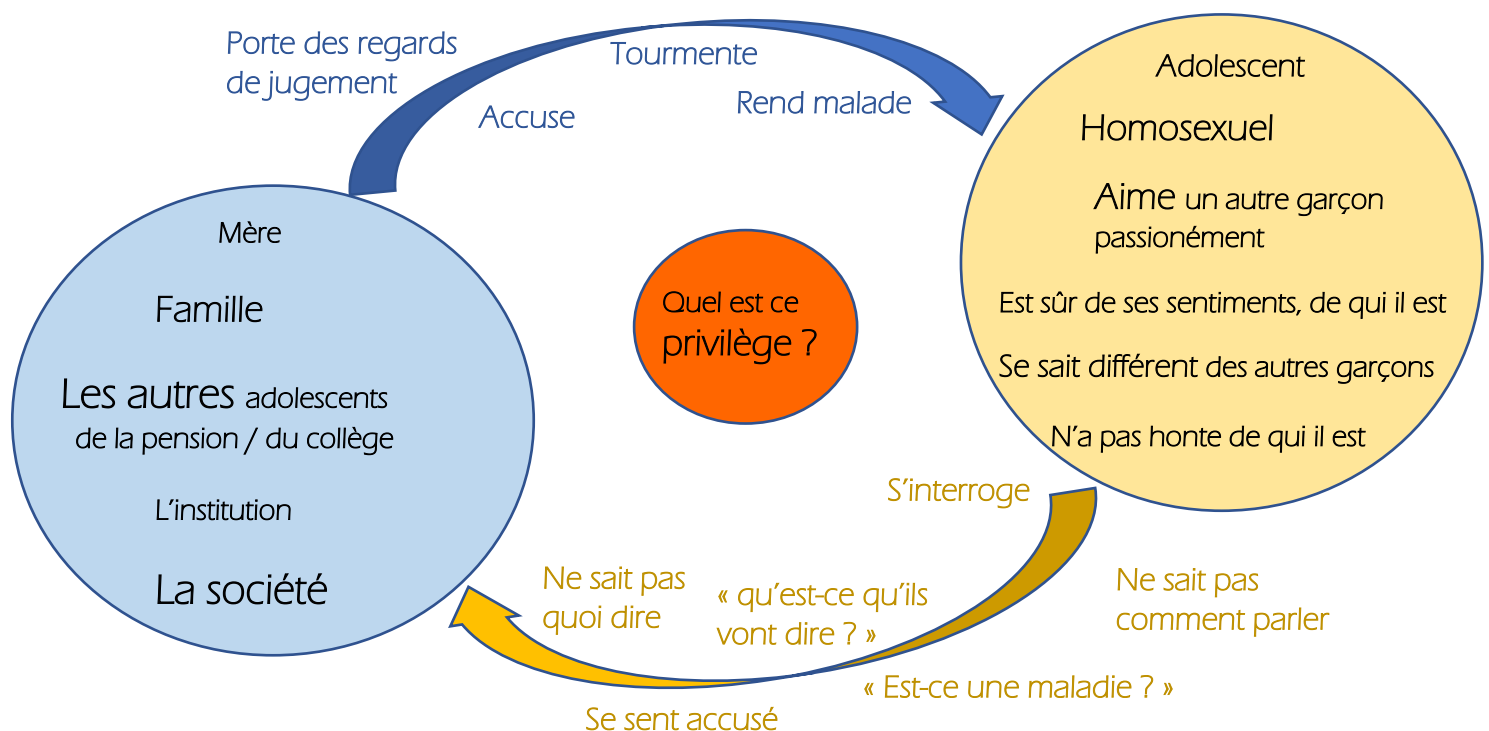 Porte des regards
de jugement
Accuse
Tourmente
Rend malade
Mère
Famille
Les autres adolescents
de la pension / du collège
L'institution
La société
Quel est ce
privilège ?
Adolescent
Homosexuel
Aime un autre garçon
passionément
Est sûr de ses sentiments, de qui il est
Se sait différent des autres garçons
N'a pas honte de qui il est
S'interroge
Ne sait pas
comment parler
« qu'est-ce qu'ils
vont dire ? »
« Est-ce une maladie ? »
Ne sait pas
quoi dire
Se sent accusé